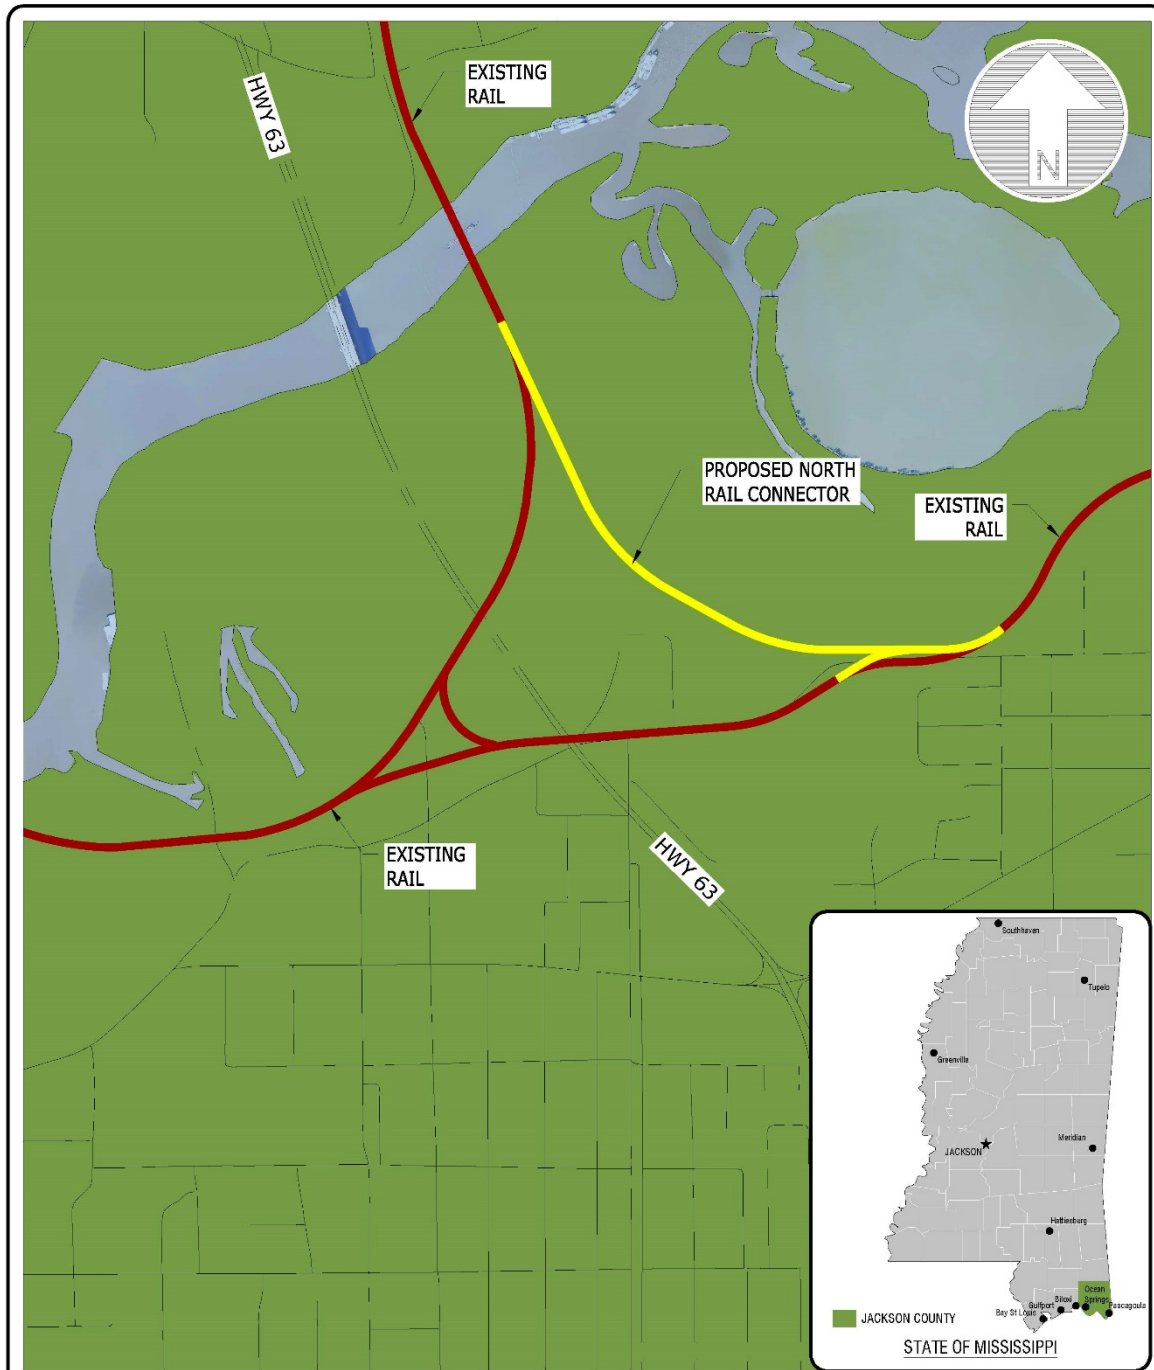 EXISTING
RAIL
HWY 63
N
PROPOSED NORTH
RAIL CONNECTOR
EXISTING
RAIL
EXISTING
RAIL
HWY 63
Southhaven
Tupelo
Greenville
Meridian
JACKSON
Hattiesburg
Ocean
Springs
Biloxi
Gulfport
Bay St Louis
Pascagoula
JACKSON COUNTY
STATE OF MISSISSIPPI